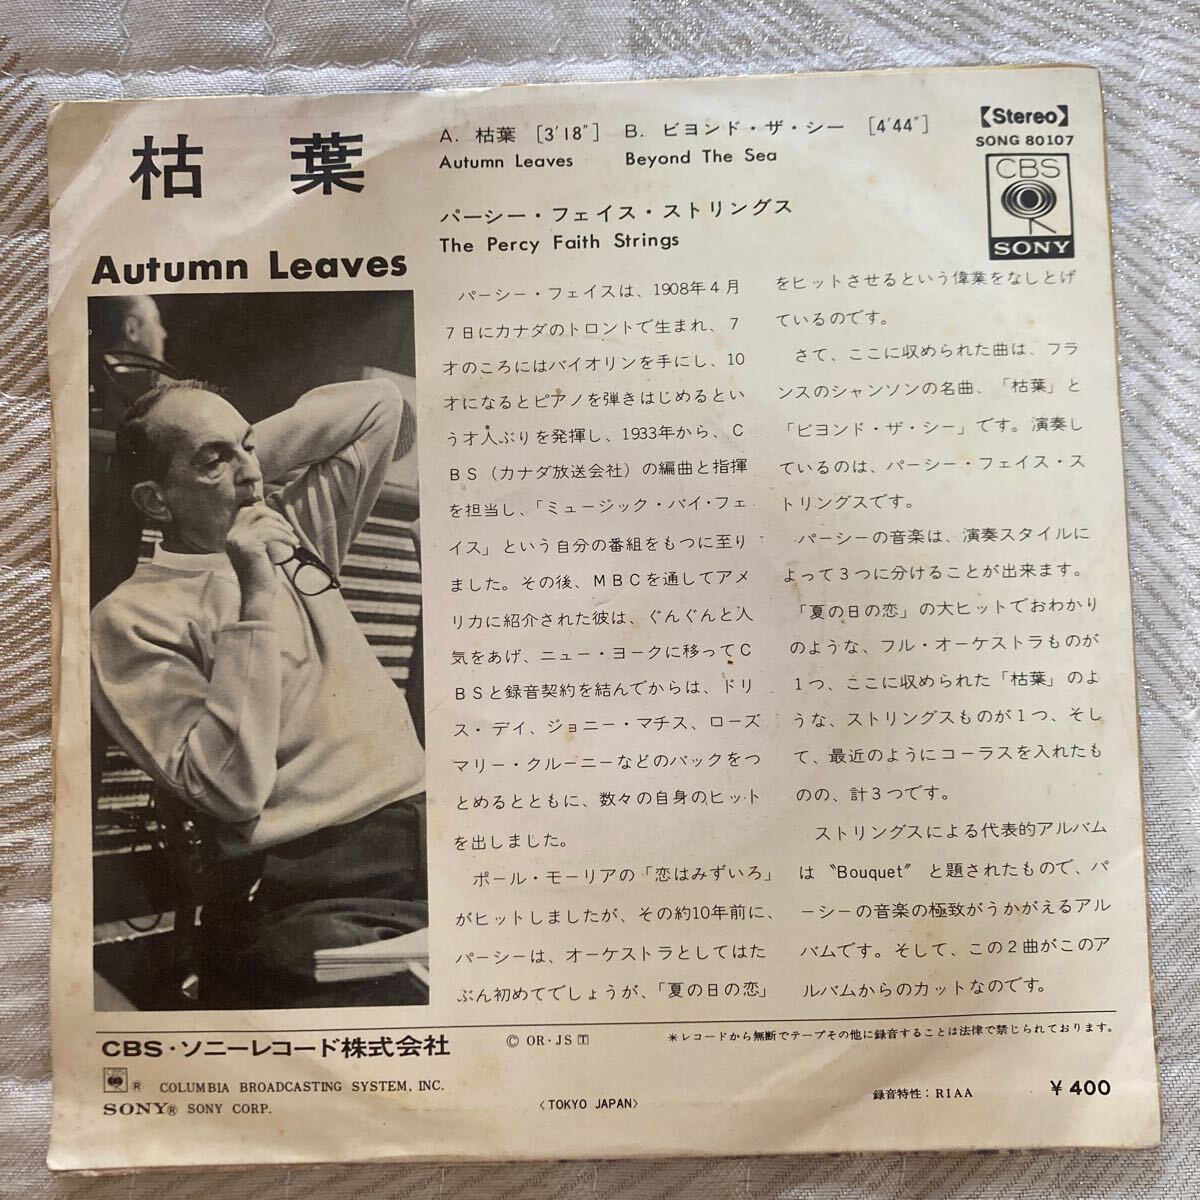 枯葉
Autumn Leaves
A. 枯葉 [3′18″] B. ビヨンド・ザ・シー [4′44″]
Autumn Leaves Beyond The Sea
パーシー・フェイス・ストリングス
The Percy Faith Strings
【Stereo】
SONG 80107
CBS
SONY
パーシー・フェイスは、1908年4月
7日にカナダのトロントで生まれ、7
才のころにはバイオリンを手にし、10
才になるとピアノを弾きはじめるとい
う才人ぶりを発揮し、1933年から、C
BS(カナダ放送会社)の編曲と指揮
を担当し、「ミュージック・バイ・フェ
イス」という自分の番組をもつに至り
ました。その後、MBCを通してアメ
リカに紹介された彼は、ぐんぐんと人
気をあげ、ニュー・ヨークに移ってC
BSと録音契約を結んでからは、ドリ
ス・デイ、ジョニー・マチス、ローズ
マリー・クルーニーなどのバックをつ
とめるとともに、数々の自身のヒット
を出しました。
ポール・モーリアの「恋はみずいろ」
がヒットしましたが、その約10年前に、
パーシーは、オーケストラとしてはた
ぶん初めてでしょうが、「夏の日の恋」
をヒットさせるという偉業をなしとげ
ているのです。
さて、ここに収められた曲は、フラ
ンスのシャンソンの名曲、「枯葉」と
「ビヨンド・ザ・シー」です。演奏し
ているのは、パーシー・フェイス・ス
トリングスです。
パーシーの音楽は、演奏スタイルに
よって3つに分けることが出来ます。
「夏の日の恋」の大ヒットでおわかり
のような、フル・オーケストラものが
1つ、ここに収められた「枯葉」のよ
うな、ストリングスものが1つ、そし
て、最近のようにコーラスを入れたも
のの、計3つです。
ストリングスによる代表的アルバム
は〝Bouquet〞と題されたもので、パ
ーシーの音楽の極致がうかがえるアル
バムです。そして、この2曲がこのア
ルバムからのカットなのです。
CBS・ソニーレコード株式会社
© OR・JS 🅃
＊レコードから無断でテープその他に録音することは法律で禁じられております。
CBS ® COLUMBIA BROADCASTING SYSTEM, INC.
SONY® SONY CORP.
〈TOKYO JAPAN〉
録音特性：RIAA
¥400